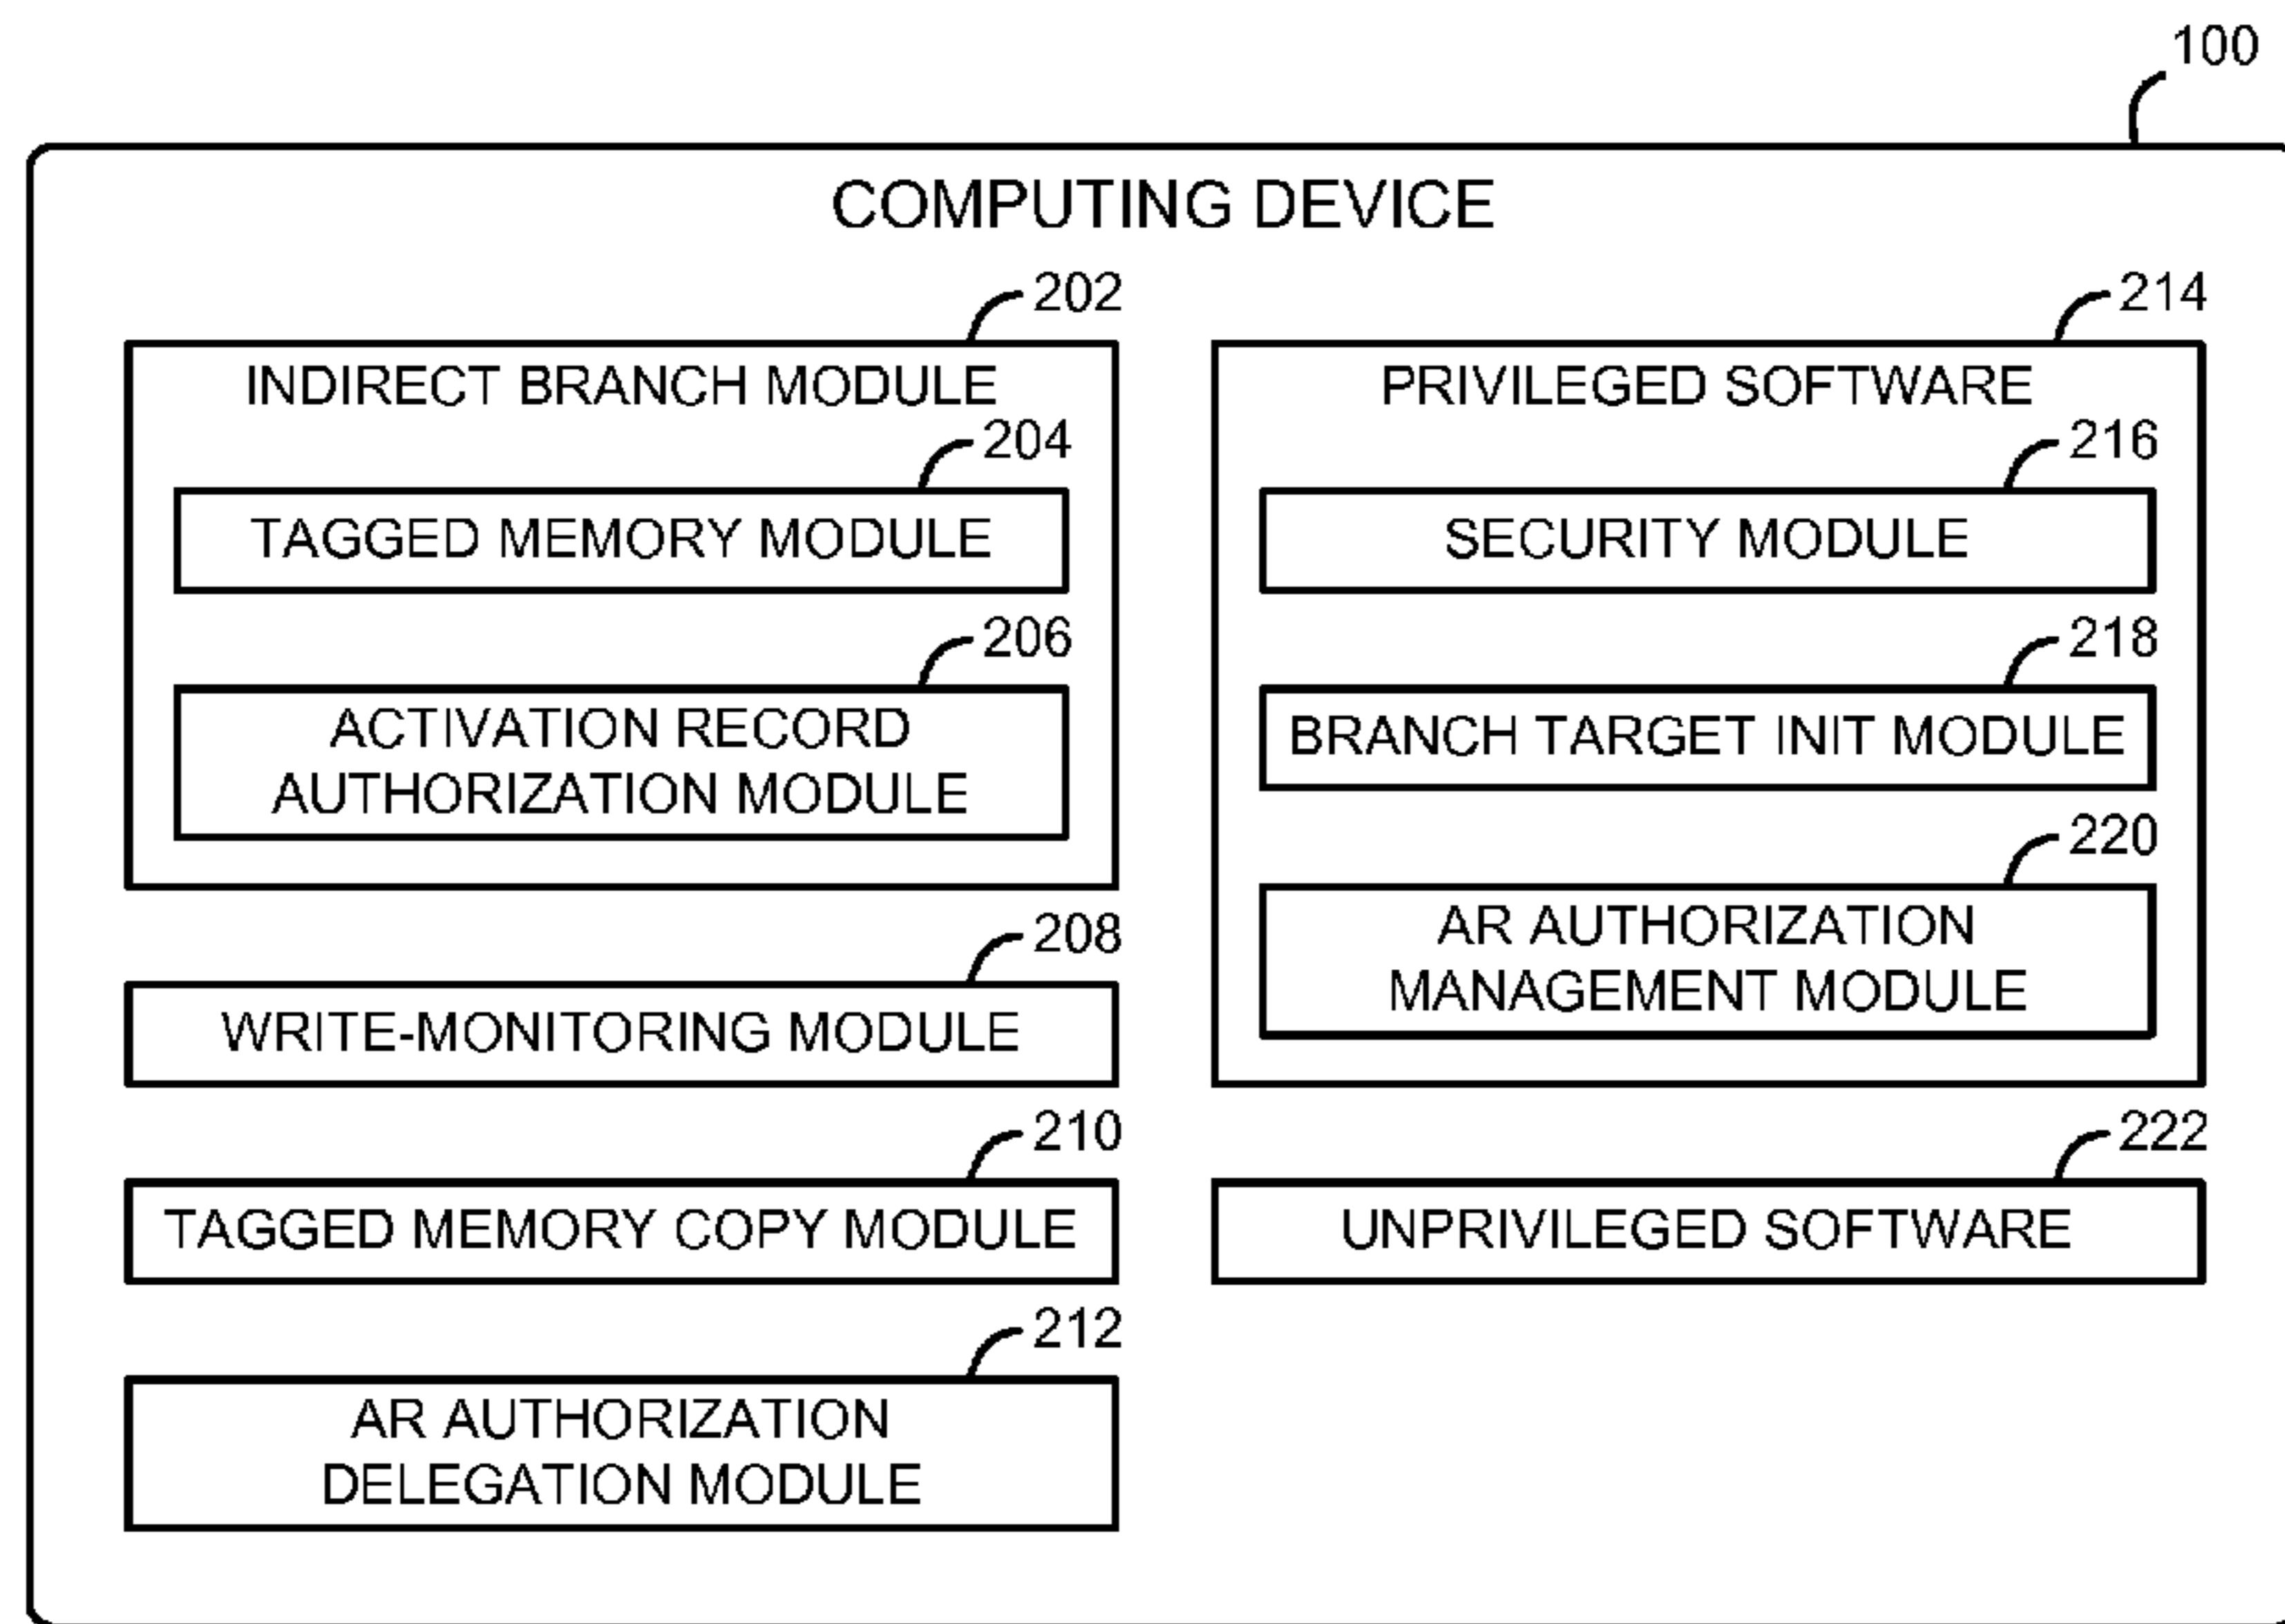 100
COMPUTING DEVICE
202
INDIRECT BRANCH MODULE
204
TAGGED MEMORY MODULE
206
ACTIVATION RECORD
AUTHORIZATION MODULE
208
WRITE-MONITORING MODULE
210
TAGGED MEMORY COPY MODULE
212
AR AUTHORIZATION
DELEGATION MODULE
214
PRIVILEGED SOFTWARE
216
SECURITY MODULE
218
BRANCH TARGET INIT MODULE
220
AR AUTHORIZATION
MANAGEMENT MODULE
222
UNPRIVILEGED SOFTWARE